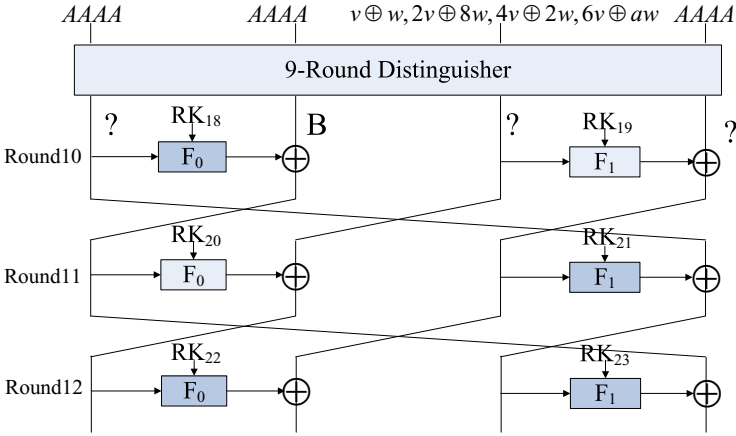 AAAA AAAA v ⊕ w, 2v ⊕ 8w, 4v ⊕ 2w, 6v ⊕ aw AAAA
9-Round Distinguisher
? B ? ?
RK₁₈ RK₁₉
Round10 F₀ F₁
RK₂₀ RK₂₁
Round11 F₀ F₁
RK₂₂ RK₂₃
Round12 F₀ F₁